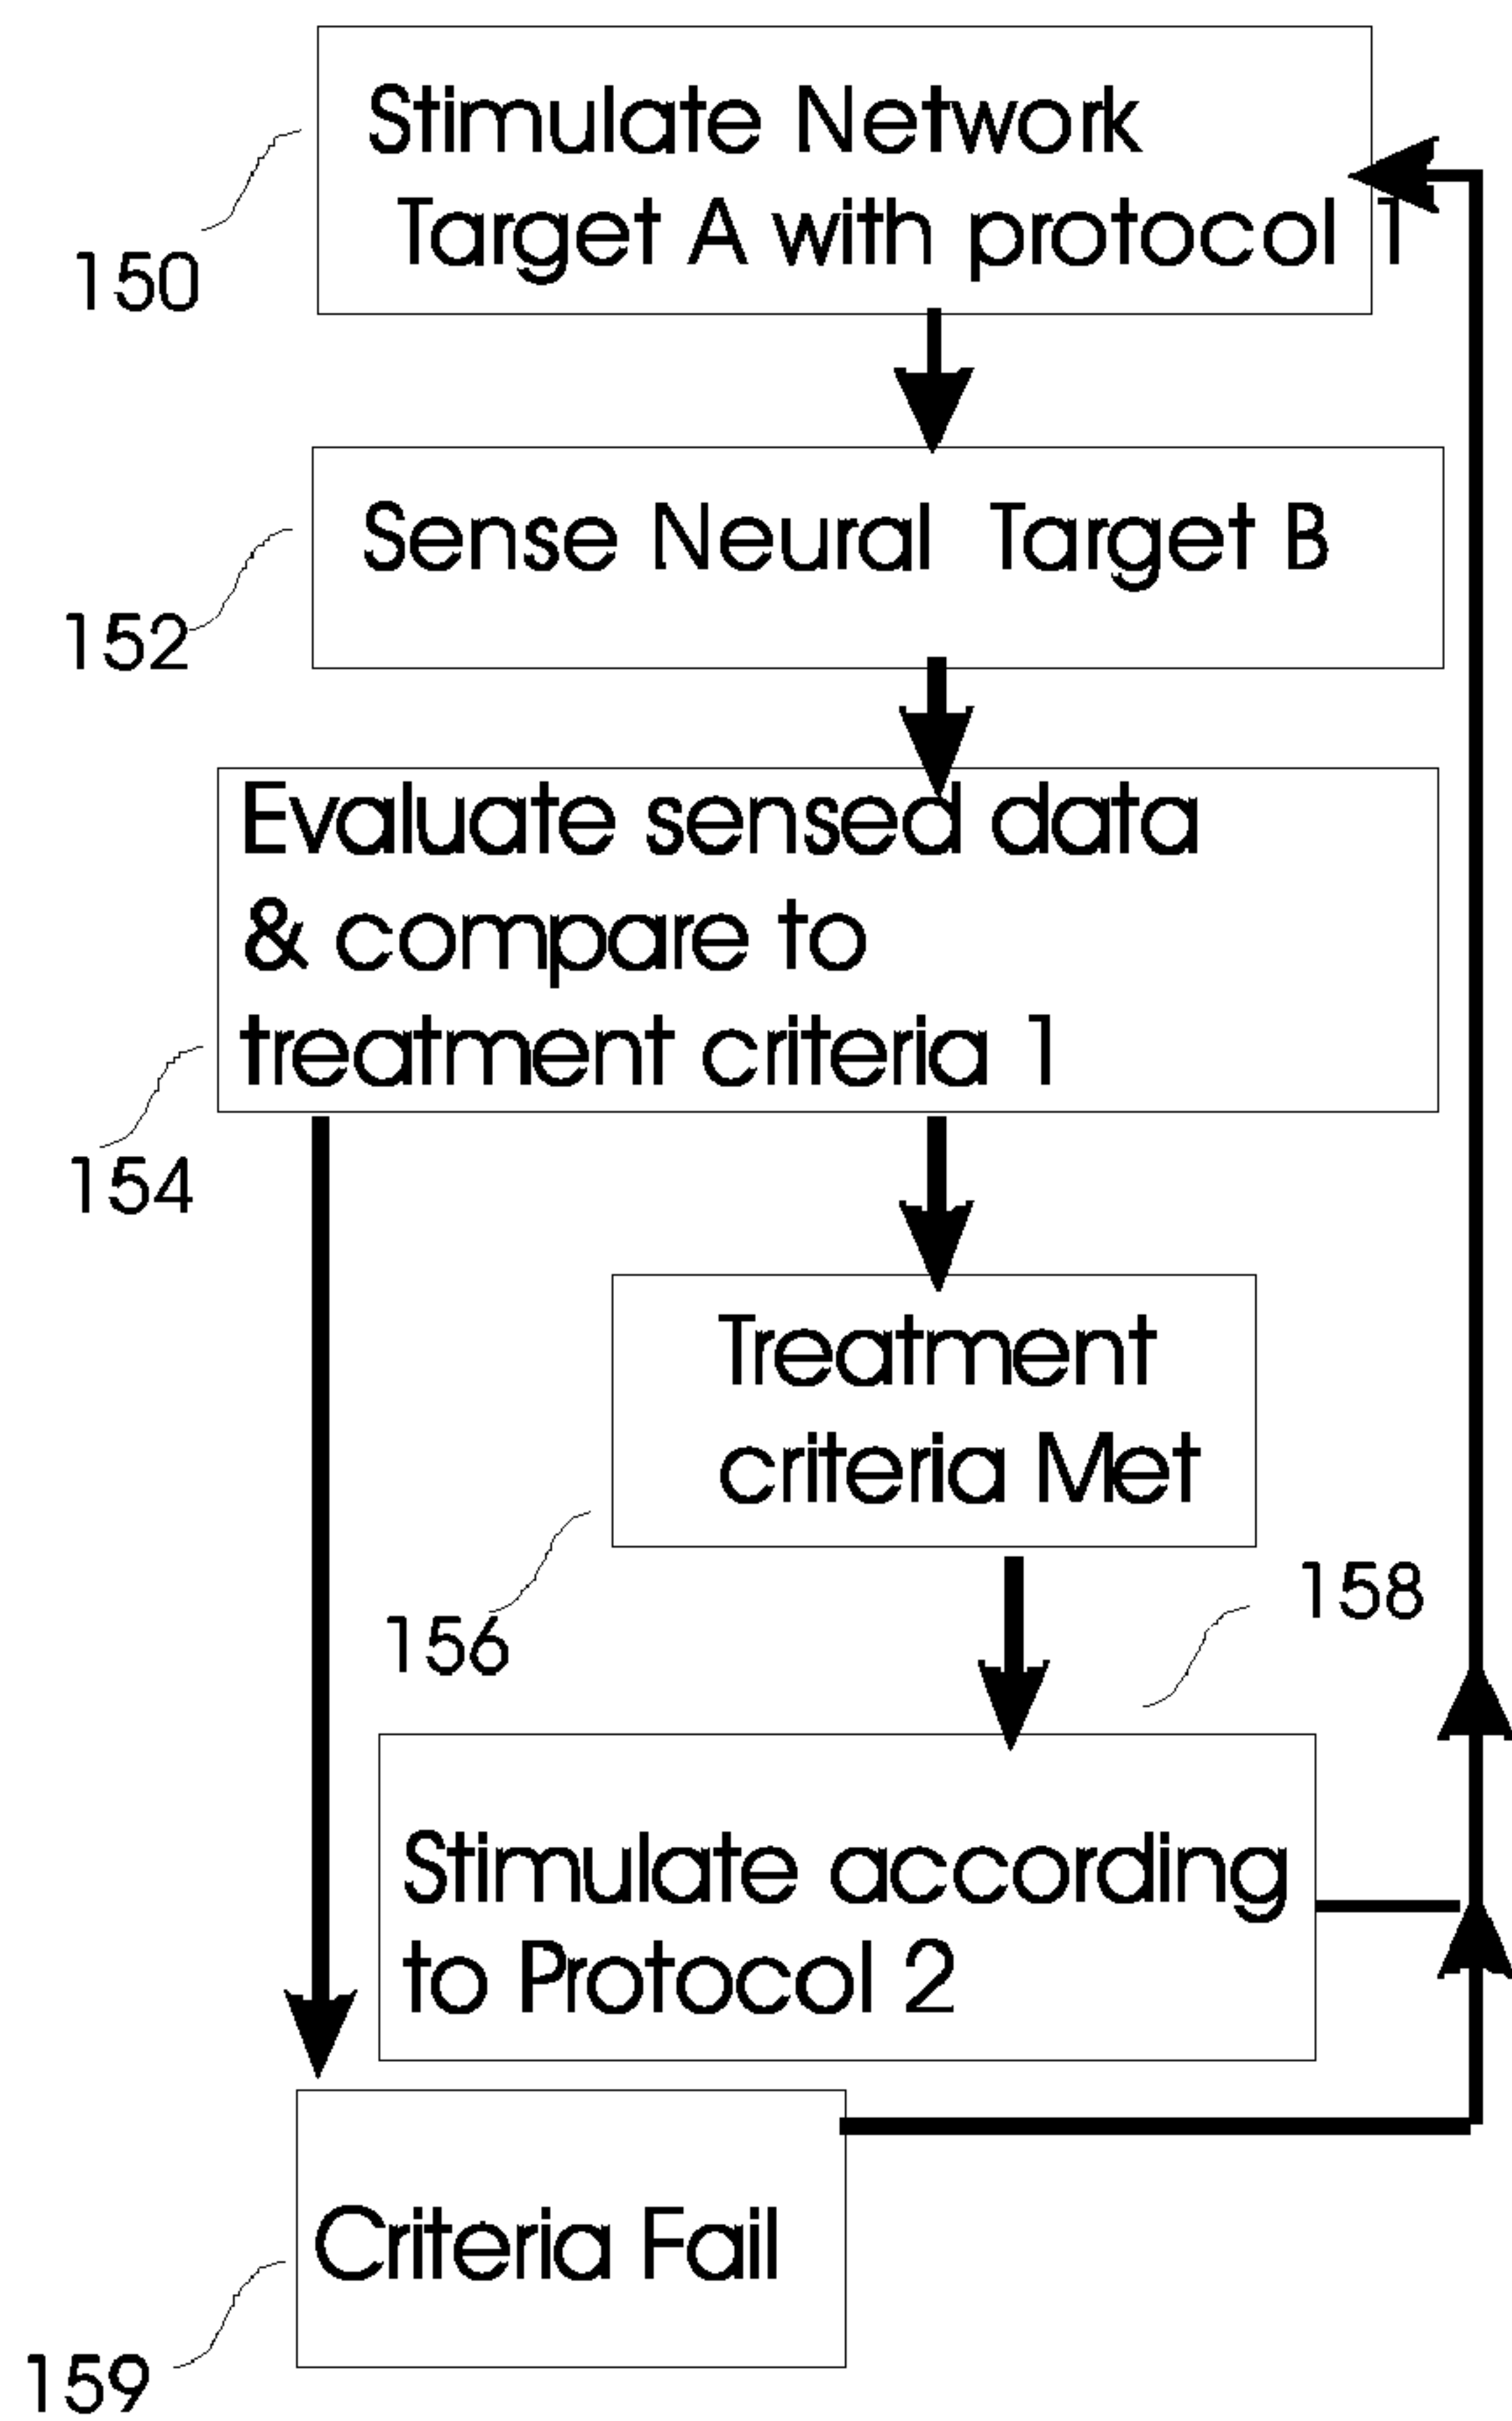 Stimulate Network
Target A with protocol 1
150
Sense Neural Target B
152
Evaluate sensed data
& compare to
treatment criteria 1
154
Treatment
criteria Met
156
158
Stimulate according
to Protocol 2
Criteria Fail
159